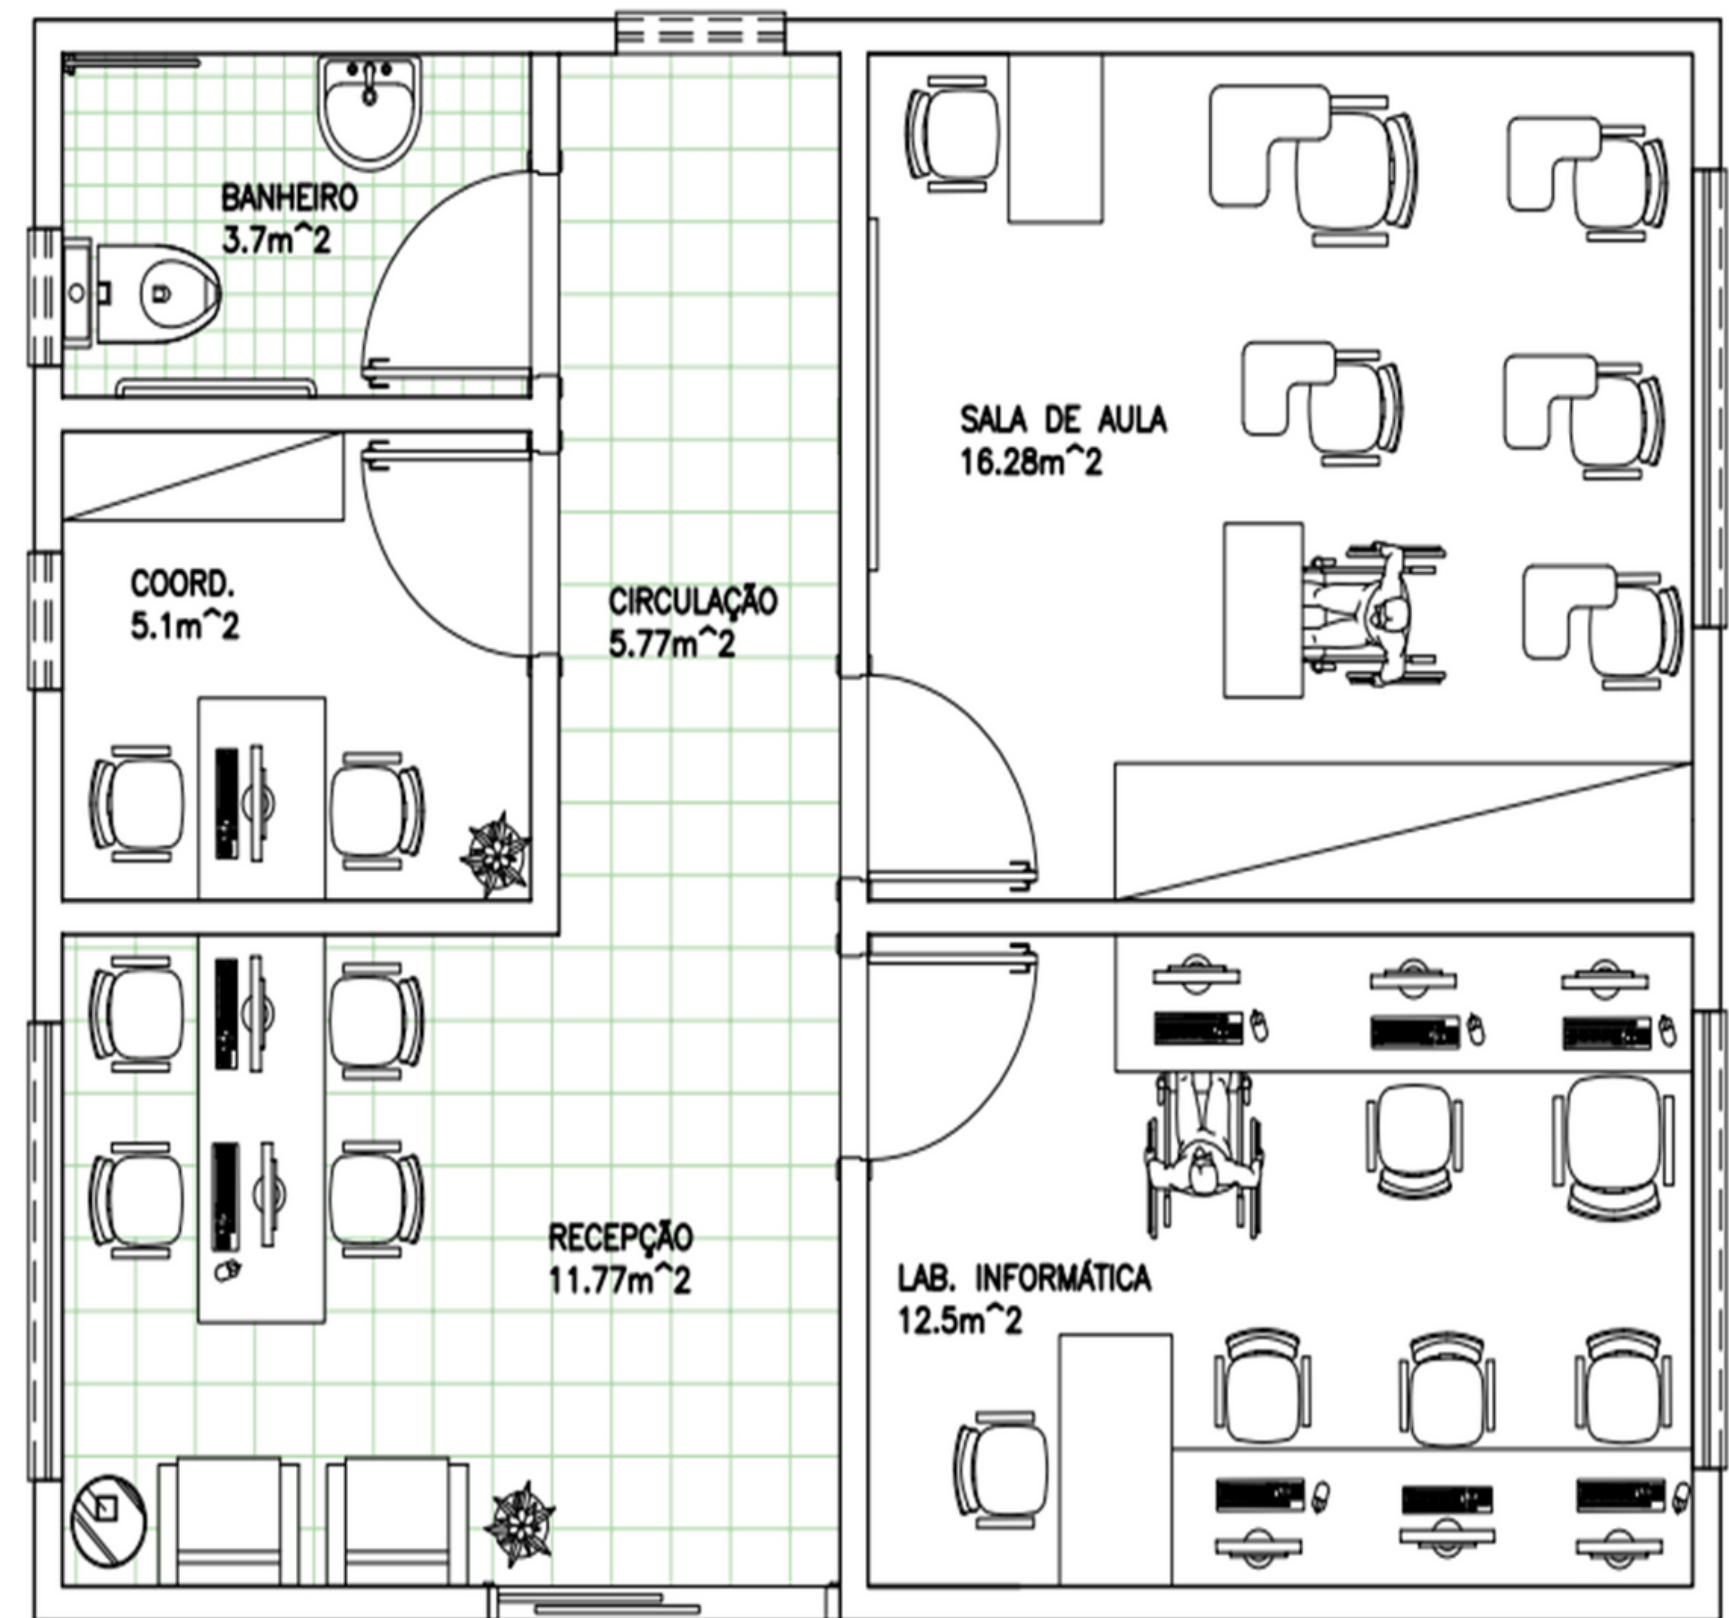 BANHEIRO
3.7m^2
SALA DE AULA
16.28m^2
COORD.
5.1m^2
CIRCULAÇÃO
5.77m^2
RECEPÇÃO
11.77m^2
LAB. INFORMÁTICA
12.5m^2